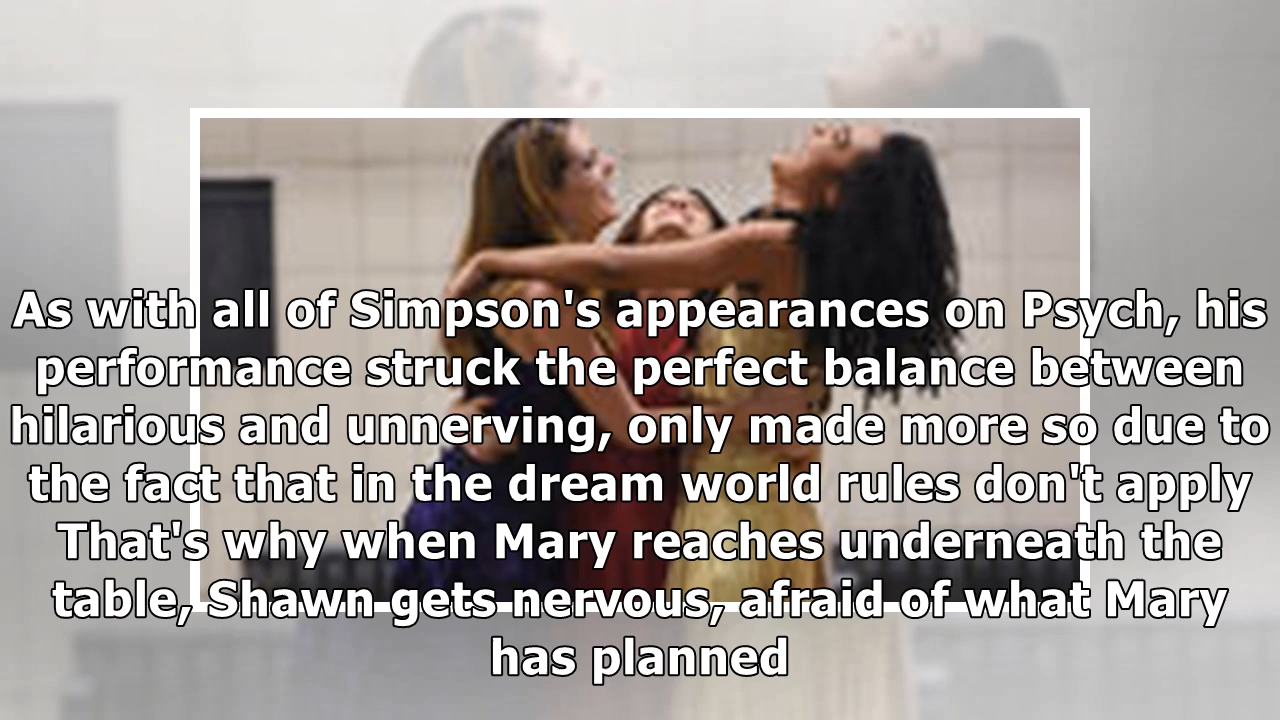 As with all of Simpson's appearances on Psych, his
performance struck the perfect balance between
hilarious and unnerving, only made more so due to
the fact that in the dream world rules don't apply
That's why when Mary reaches underneath the
table, Shawn gets nervous, afraid of what Mary
has planned